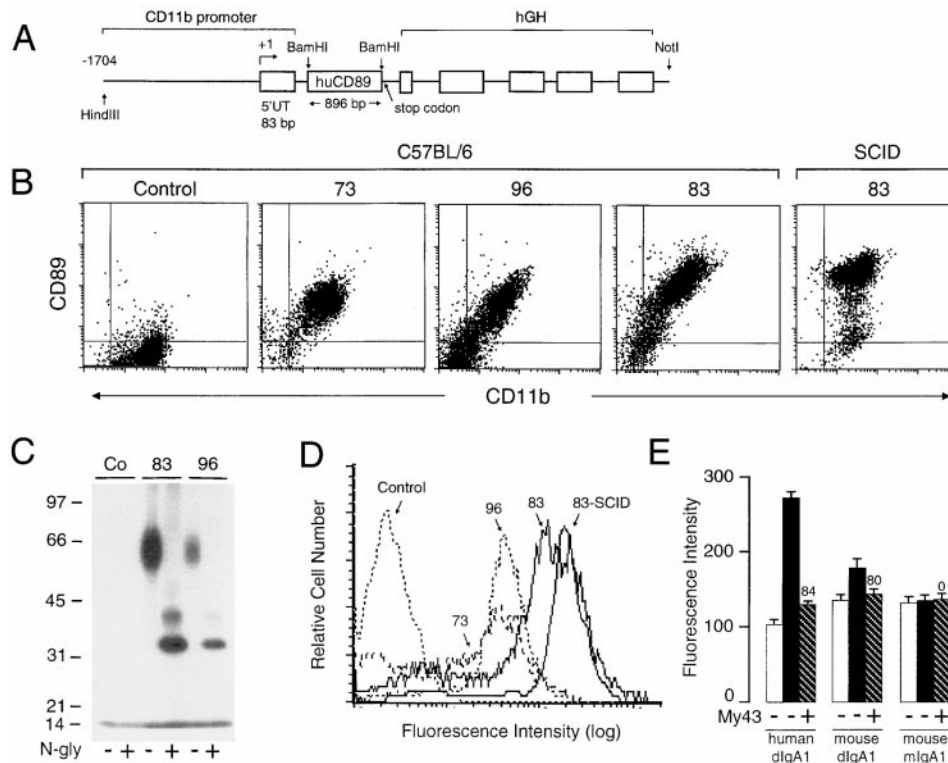 A
CD11b promoter
hGH
-1704
+1
BamHI
BamHI
NotI
huCD89
HindIII
5'UT
83 bp
896 bp
stop codon
B
C57BL/6
SCID
Control
73
96
83
83
CD89
CD11b
C
Co
83
96
97
66
45
31
21
14
N-gly
- + - + - +
D
Control
96
83
83-SCID
73
Relative Cell Number
Fluorescence Intensity (log)
E
Fluorescence Intensity
300
200
100
0
84
80
0
My43
- - + - - + - - +
human
dIgA1
mouse
dIgA1
mouse
mIgA1